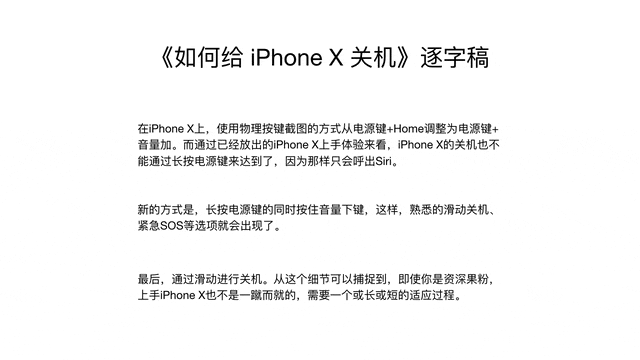 《如何给 iPhone X 关机》逐字稿
在iPhone X上，使用物理按键截图的方式从电源键+Home调整为电源键+
音量加。而通过已经放出的iPhone X上手体验来看，iPhone X的关机也不
能通过长按电源键来达到了，因为那样只会呼出Siri。
新的方式是，长按电源键的同时按住音量下键，这样，熟悉的滑动关机、
紧急SOS等选项就会出现了。
最后，通过滑动进行关机。从这个细节可以捕捉到，即使你是资深果粉，
上手iPhone X也不是一蹴而就的，需要一个或长或短的适应过程。